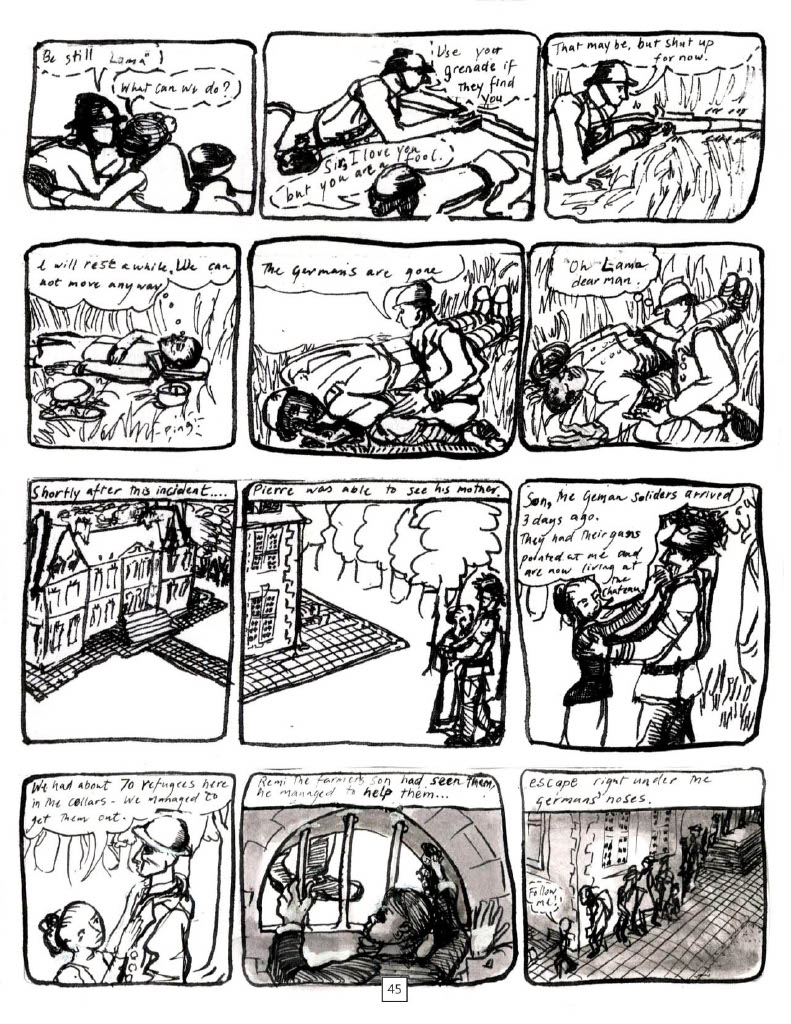 Be still Lama"
What can we do?
Use your
grenade if
they find
you
Sir, I love you
but you are a fool.
That may be, but shut up
for now.
I will rest awhile, We can
not move anyway
-ping-
The Germans are gone
"Oh Lama
dear man.
Shortly after this incident....
Pierre was able to see his mother.
Son, the German Soliders arrived
3 days ago.
They had their guns
pointed at me and
are now living at
the
chateau
We had about 70 refugees here
in the cellars - We managed to
get them out.
Remi the farmers son had seen them,
he managed to help them...
escape right under the
germans' noses.
Follow
me!
45